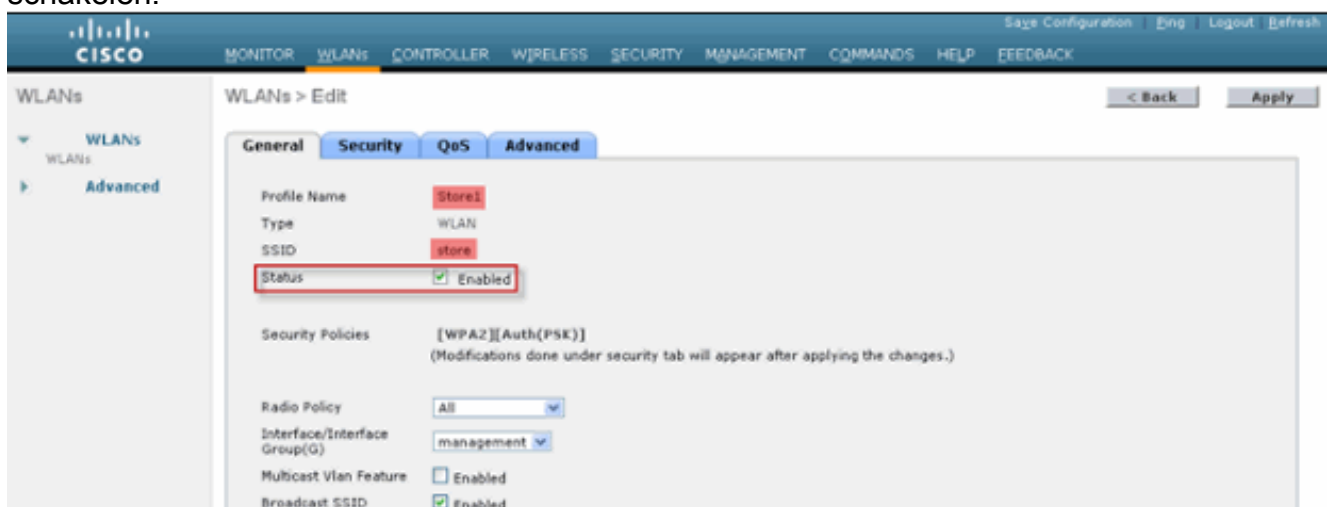 schakelen.
Save Configuration | Ping | Logout | Refresh
CISCO
MONITOR WLANs CONTROLLER WIRELESS SECURITY MANAGEMENT COMMANDS HELP FEEDBACK
WLANs
WLANs > Edit
< Back
Apply
WLANs
WLANs
Advanced
General Security QoS Advanced
Profile Name Store1
Type WLAN
SSID store
Status Enabled
Security Policies [WPA2][Auth(PSK)]
(Modifications done under security tab will appear after applying the changes.)
Radio Policy All
Interface/Interface
Group(G) management
Multicast Vlan Feature Enabled
Broadcast SSID Enabled